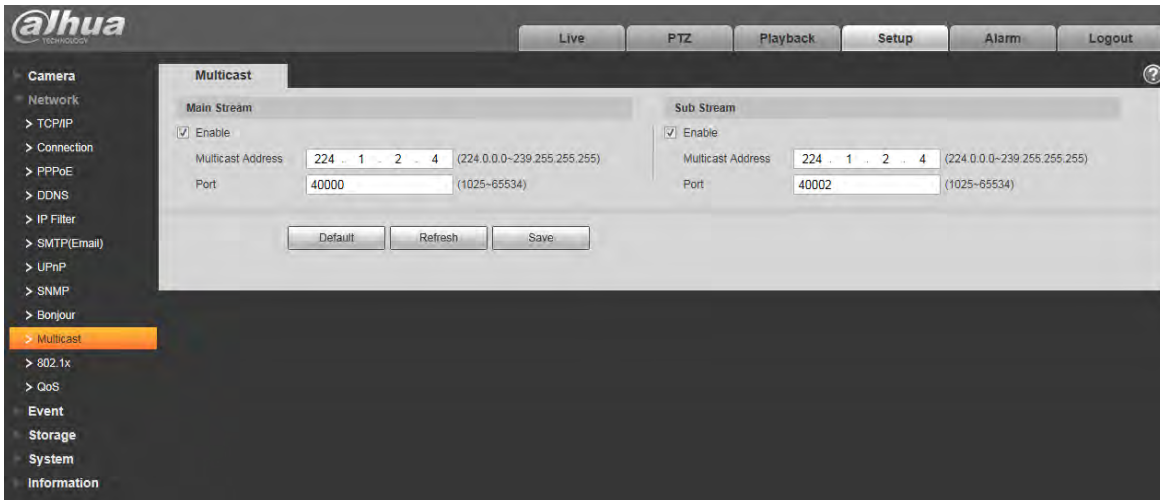 alhua
TECHNOLOGY
Live PTZ Playback Setup Alarm Logout
Camera
Network
> TCP/IP
> Connection
> PPPoE
> DDNS
> IP Filter
> SMTP(Email)
> UPnP
> SNMP
> Bonjour
> Multicast
> 802.1x
> QoS
Event
Storage
System
Information
Multicast
?
Main Stream
Enable
Multicast Address 224 . 1 . 2 . 4 (224.0.0.0~239.255.255.255)
Port 40000 (1025~65534)
Sub Stream
Enable
Multicast Address 224 . 1 . 2 . 4 (224.0.0.0~239.255.255.255)
Port 40002 (1025~65534)
Default Refresh Save